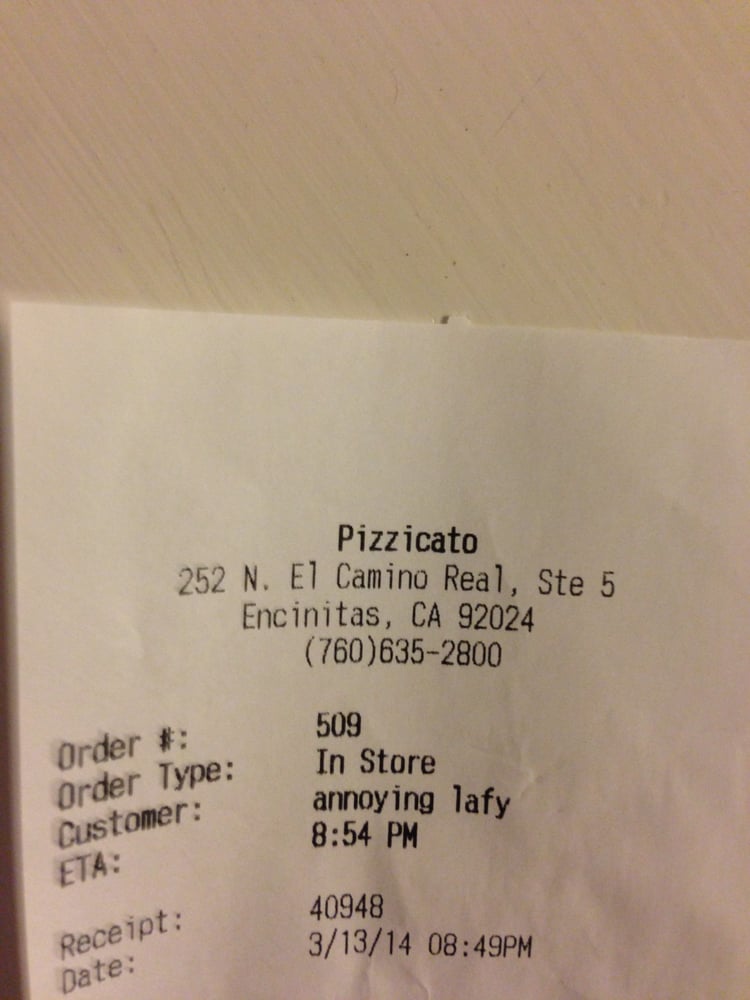 Pizzicato
252 N. El Camino Real, Ste 5
Encinitas, CA 92024
(760)635-2800
Order #: 509
Order Type: In Store
Customer: annoying lafy
ETA: 8:54 PM
Receipt: 40948
Date: 3/13/14 08:49PM